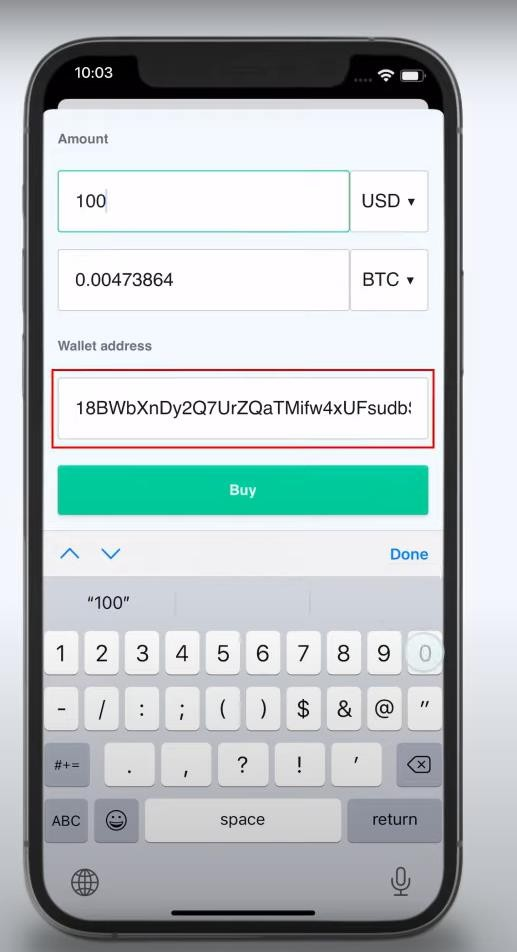 10:03
Amount
100
USD ▼
0.00473864
BTC ▼
Wallet address
18BWbXnDy2Q7UrZQaTMifw4xUFsudb
Buy
Done
“100”
1 2 3 4 5 6 7 8 9 0
- / : ; ( ) $ & @ "
#+= . , ? ! '
ABC space return